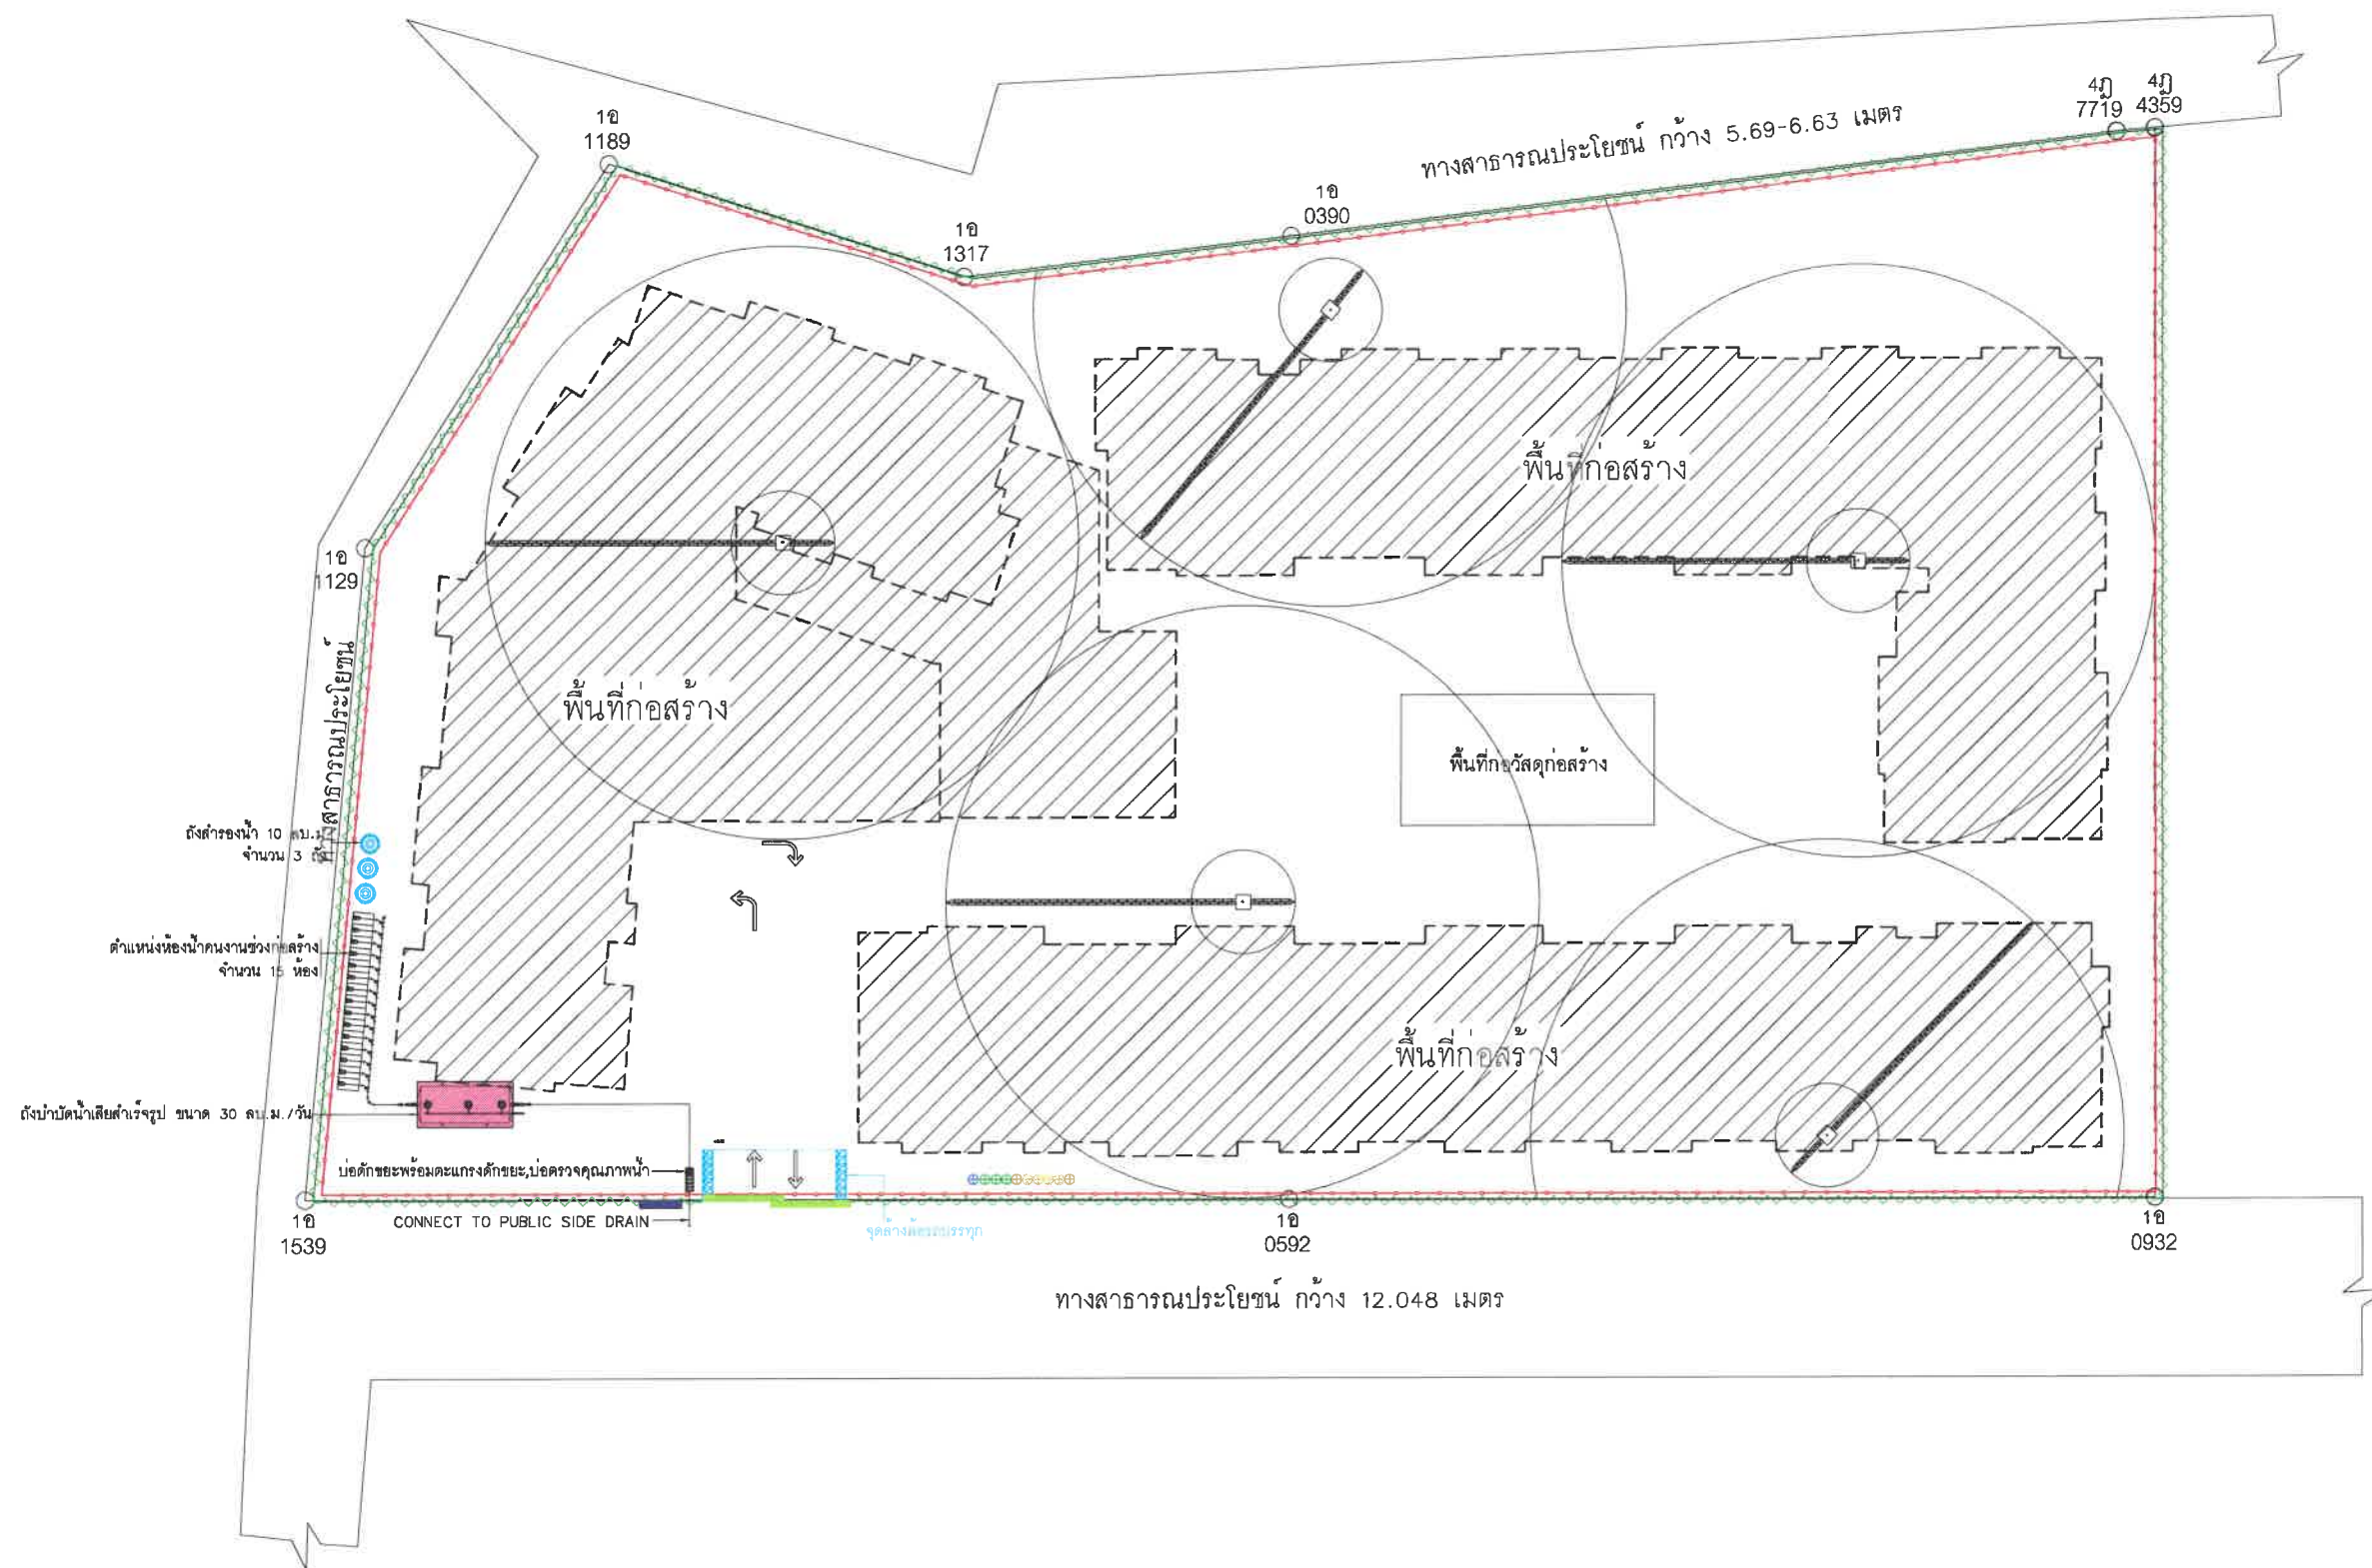 4ฎ
7719
4ฎ
4359
1อ
1189
ทางสาธารณประโยชน์ กว้าง 5.69-6.63 เมตร
1อ
0390
1อ
1317
พื้นที่ก่อสร้าง
1อ
1129
สาธารณประโยชน์
พื้นที่ก่อสร้าง
พื้นที่กองวัสดุก่อสร้าง
ถังสำรองน้ำ 10 ลบ.ม.
จำนวน 3 ถัง
ตำแหน่งห้องน้ำคนงานช่วงก่อสร้าง
จำนวน 15 ห้อง
พื้นที่ก่อสร้าง
ถังบำบัดน้ำเสียสำเร็จรูป ขนาด 30 ลบ.ม./วัน
บ่อดักขยะพร้อมตะแกรงดักขยะ,บ่อตรวจคุณภาพน้ำ
1อ
1539
CONNECT TO PUBLIC SIDE DRAIN
จุดล้างล้อรถบรรทุก
1อ
0592
1อ
0932
ทางสาธารณประโยชน์ กว้าง 12.048 เมตร